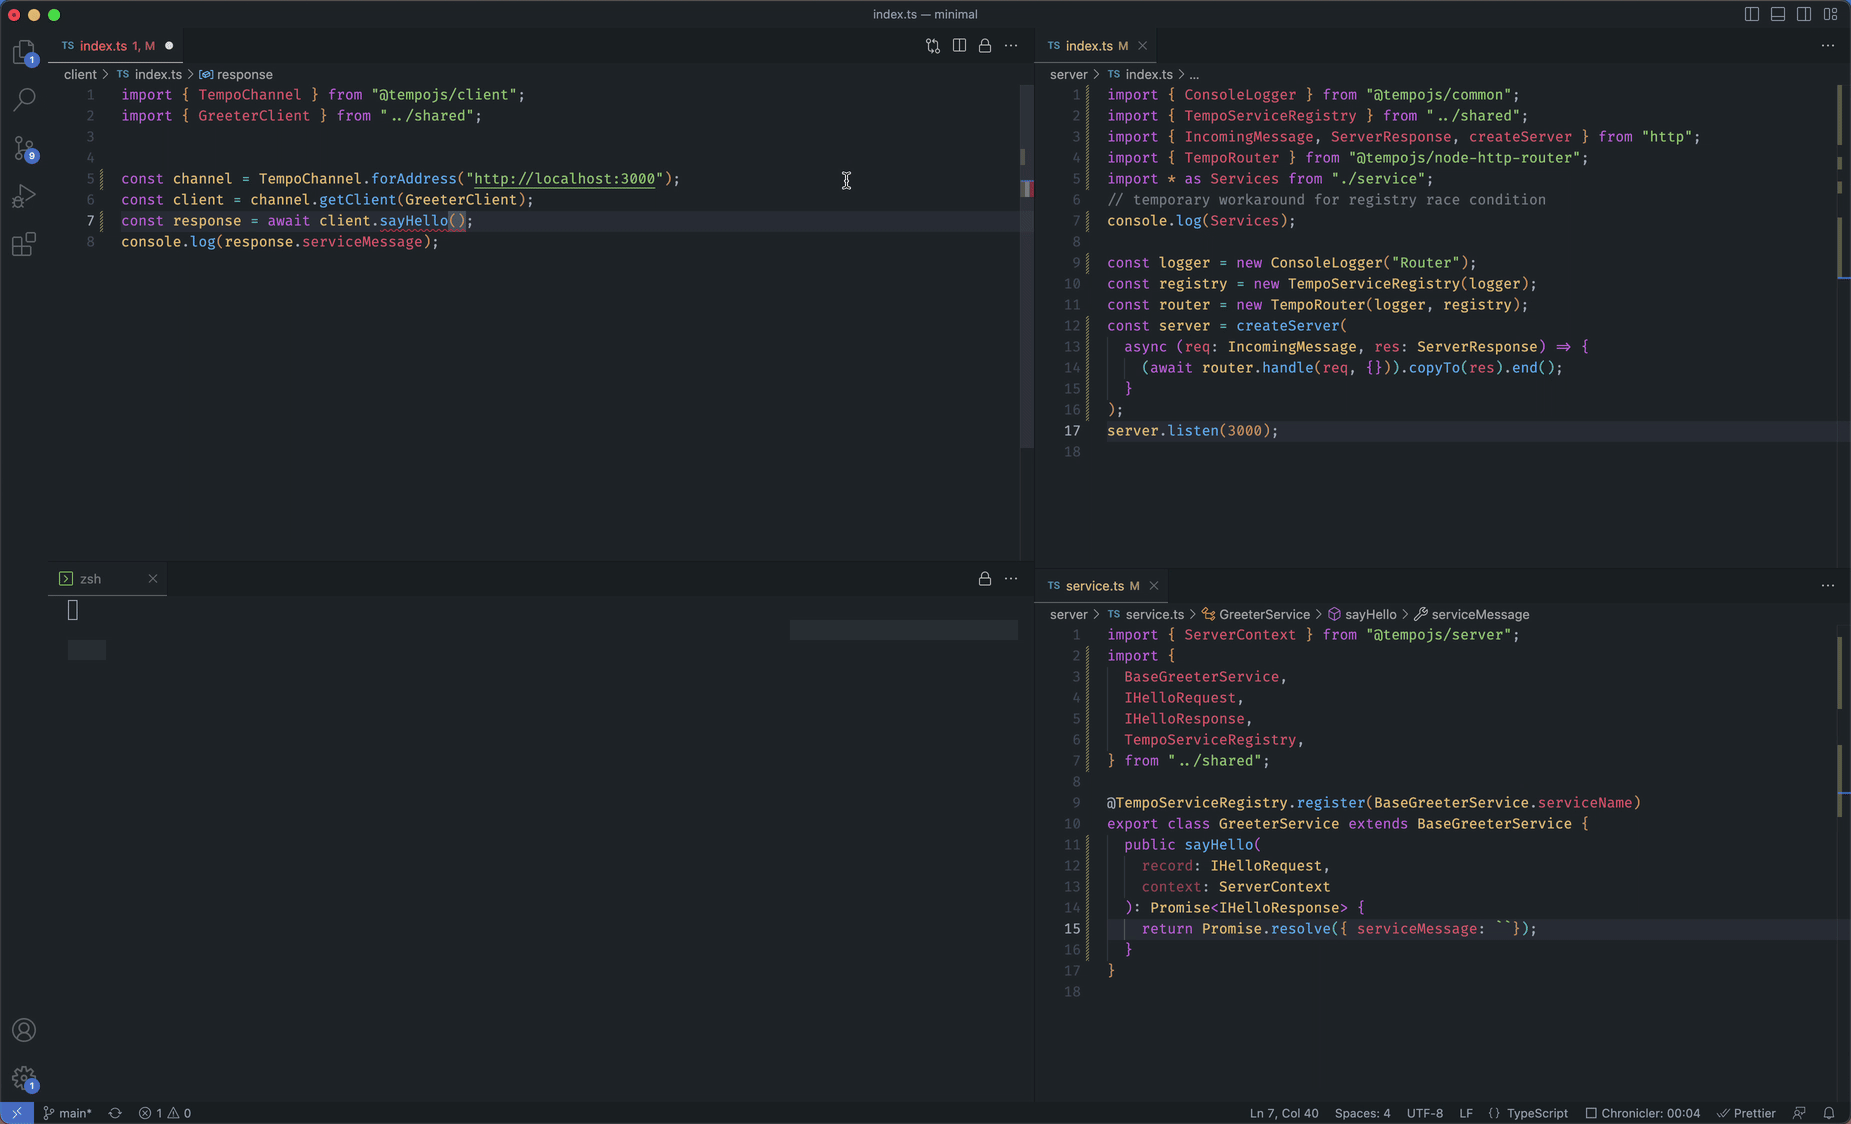 index.ts — minimal
TS index.ts 1, M
client > TS index.ts > response
1 import { TempoChannel } from "@tempojs/client";
2 import { GreeterClient } from "../shared";
3
4
5 const channel = TempoChannel.forAddress("http://localhost:3000");
6 const client = channel.getClient(GreeterClient);
7 const response = await client.sayHello();
8 console.log(response.serviceMessage);
TS index.ts M
server > TS index.ts > ...
1 import { ConsoleLogger } from "@tempojs/common";
2 import { TempoServiceRegistry } from "../shared";
3 import { IncomingMessage, ServerResponse, createServer } from "http";
4 import { TempoRouter } from "@tempojs/node-http-router";
5 import * as Services from "./service";
6 // temporary workaround for registry race condition
7 console.log(Services);
8
9 const logger = new ConsoleLogger("Router");
10 const registry = new TempoServiceRegistry(logger);
11 const router = new TempoRouter(logger, registry);
12 const server = createServer(
13 async (req: IncomingMessage, res: ServerResponse) => {
14 (await router.handle(req, {})).copyTo(res).end();
15 }
16 );
17 server.listen(3000);
18
zsh
TS service.ts M
server > TS service.ts > GreeterService > sayHello > serviceMessage
1 import { ServerContext } from "@tempojs/server";
2 import {
3 BaseGreeterService,
4 IHelloRequest,
5 IHelloResponse,
6 TempoServiceRegistry,
7 } from "../shared";
8
9 @TempoServiceRegistry.register(BaseGreeterService.serviceName)
10 export class GreeterService extends BaseGreeterService {
11 public sayHello(
12 record: IHelloRequest,
13 context: ServerContext
14 ): Promise<IHelloResponse> {
15 return Promise.resolve({ serviceMessage: ``});
16 }
17 }
18
1
9
1
main* 1 0
Ln 7, Col 40 Spaces: 4 UTF-8 LF {} TypeScript Chronicler: 00:04 Prettier